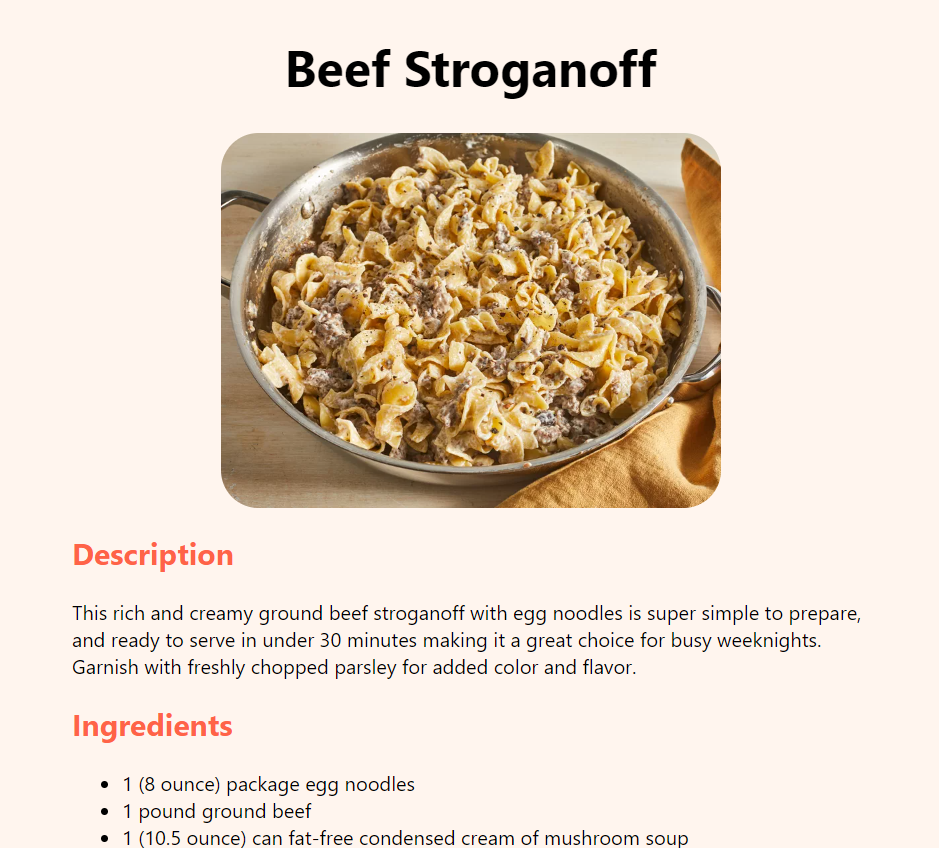 Beef Stroganoff
Description
This rich and creamy ground beef stroganoff with egg noodles is super simple to prepare,
and ready to serve in under 30 minutes making it a great choice for busy weeknights.
Garnish with freshly chopped parsley for added color and flavor.
Ingredients
• 1 (8 ounce) package egg noodles
• 1 pound ground beef
• 1 (10.5 ounce) can fat-free condensed cream of mushroom soup